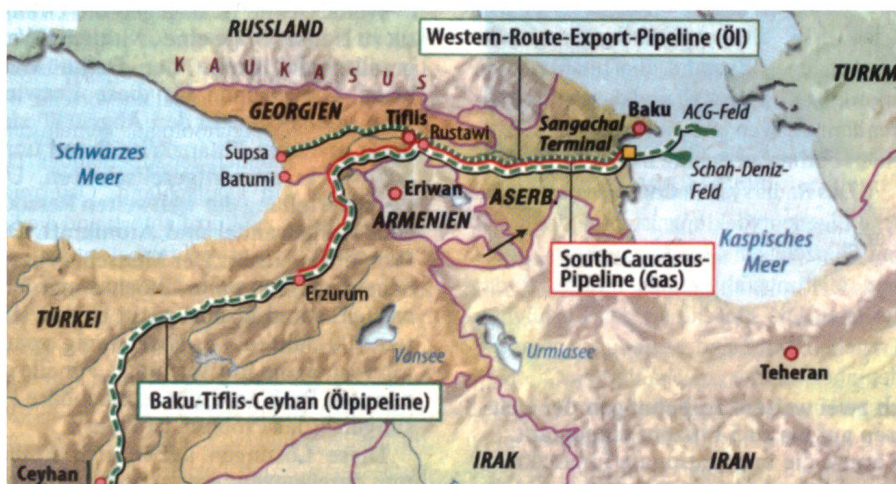 RUSSLAND
Western-Route-Export-Pipeline (Öl)
KAUKASUS
TURKM
GEORGIEN
Tiflis
Rustawi
Baku
ACG-Feld
Sangachal
Terminal
Schwarzes
Meer
Supsa
Batumi
Schah-Deniz-
Feld
Eriwan
ASERB.
ARMENIEN
South-Caucasus-
Pipeline (Gas)
Kaspisches
Meer
Erzurum
TÜRKEI
Vansee
Urmiasee
Teheran
Baku-Tiflis-Ceyhan (Ölpipeline)
Ceyhan
IRAK
IRAN